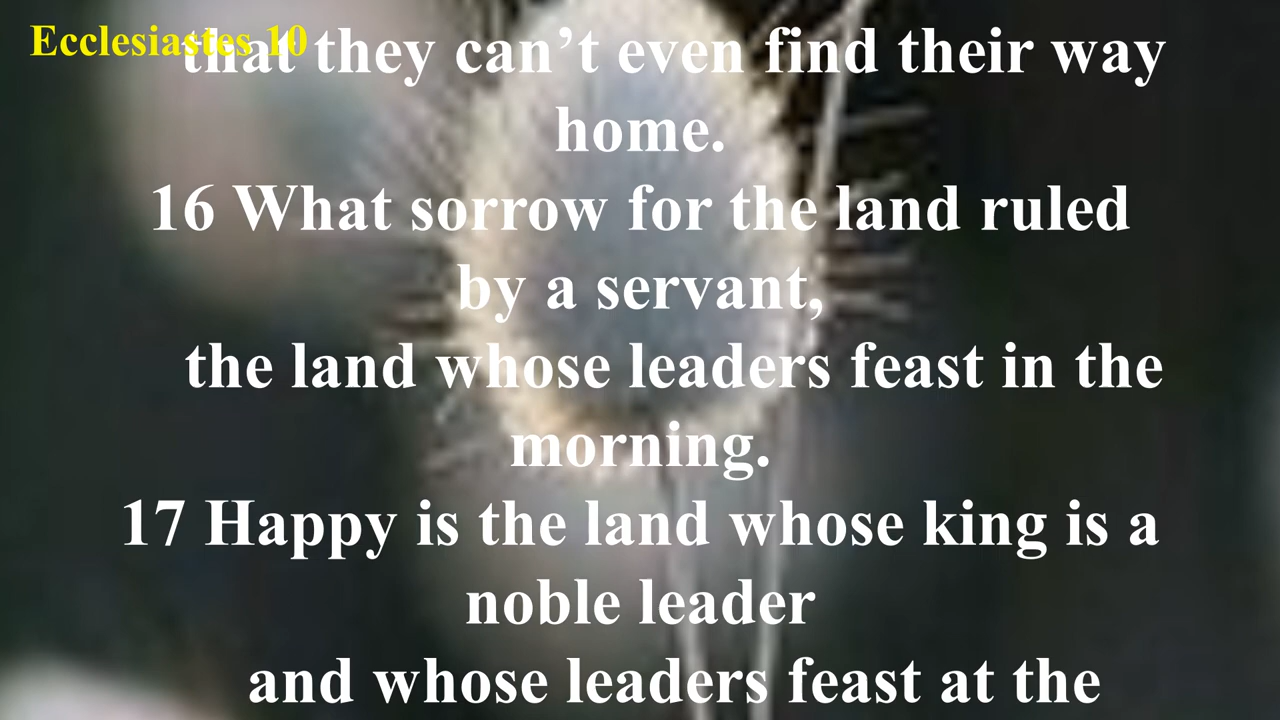 Ecclesiastes 10
that they can’t even find their way
home.
16 What sorrow for the land ruled
by a servant,
the land whose leaders feast in the
morning.
17 Happy is the land whose king is a
noble leader
and whose leaders feast at the